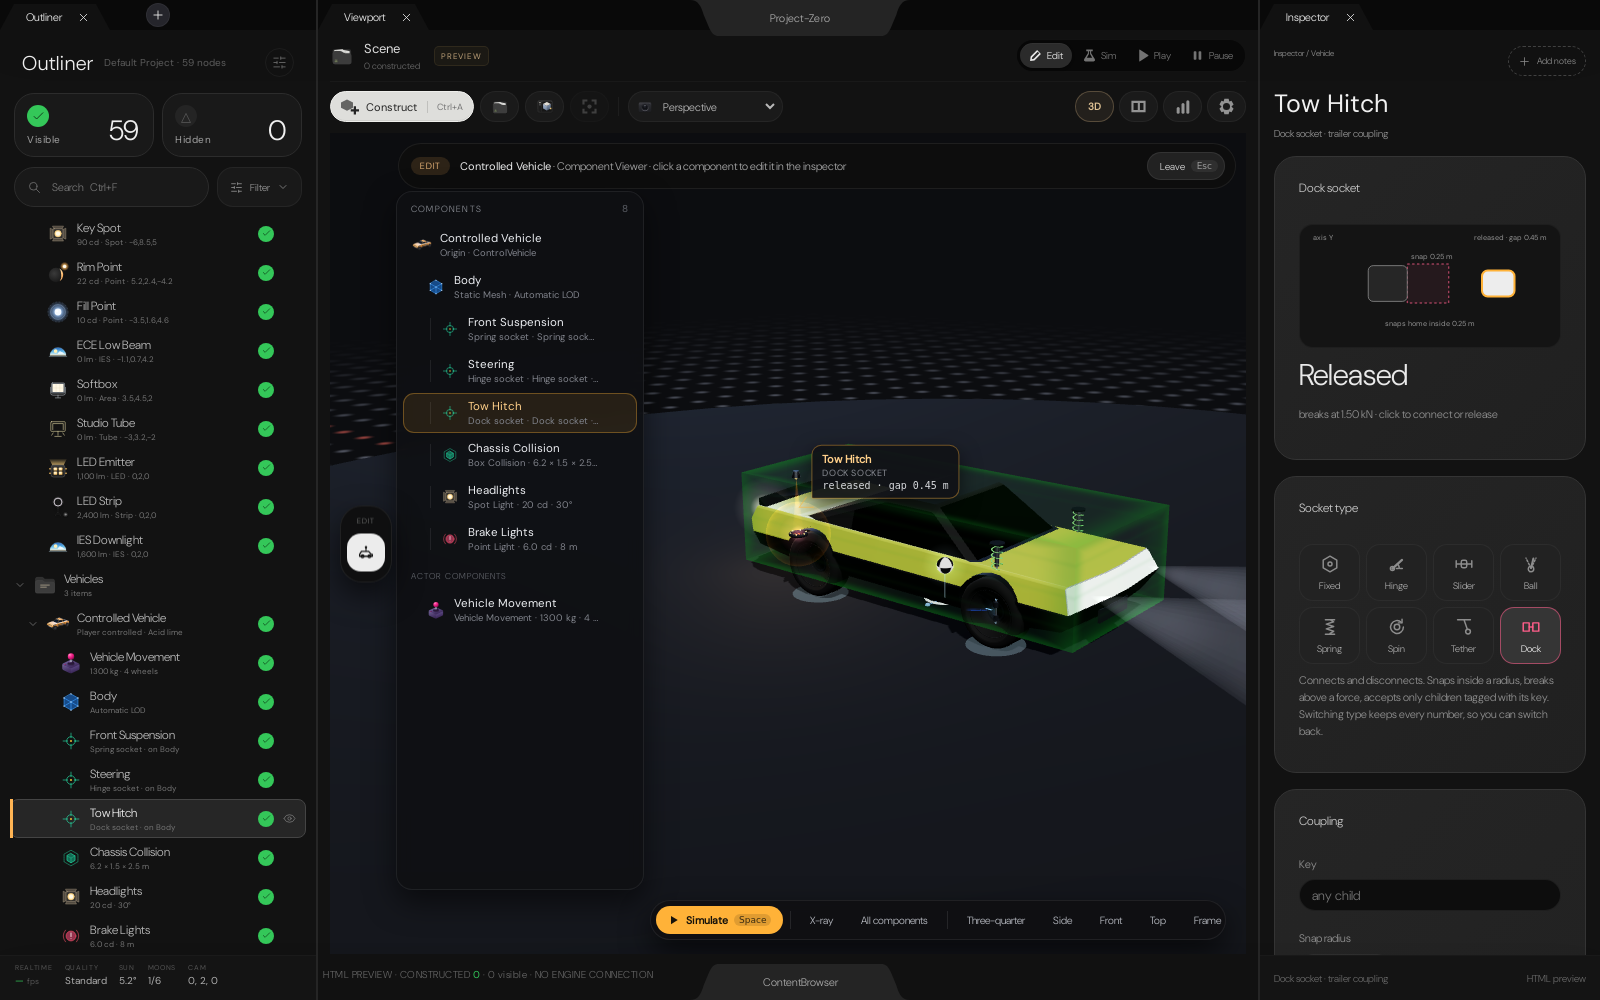 Outliner
Viewport
Project-Zero
Inspector
Outliner
Default Project · 59 nodes
Visible
59
Hidden
0
Search Ctrl+F
Filter
Key Spot
90 cd · Spot · -6,8.5,5
Rim Point
22 cd · Point · 5.2,2.4,-4.2
Fill Point
10 cd · Point · -3.5,1.6,4.6
ECE Low Beam
0 lm · IES · -1.1,0.7,4.2
Softbox
0 lm · Area · 3.5,4.5,2
Studio Tube
0 lm · Tube · -3,3.2,-2
LED Emitter
1,100 lm · LED · 0,2,0
LED Strip
2,400 lm · Strip · 0,2,0
IES Downlight
1,600 lm · IES · 0,2,0
Vehicles
3 items
Controlled Vehicle
Player controlled · Acid lime
Vehicle Movement
1300 kg · 4 wheels
Body
Automatic LOD
Front Suspension
Spring socket · on Body
Steering
Hinge socket · on Body
Tow Hitch
Dock socket · on Body
Chassis Collision
6.2 × 1.5 × 2.5 m
Headlights
20 cd · 30°
Brake Lights
6.0 cd · 8 m
REALTIME QUALITY SUN MOONS CAM
— fps Standard 5.2° 1/6 0, 2, 0
Scene
0 constructed
PREVIEW
Edit Sim Play Pause
Construct Ctrl+A
Perspective
3D
EDIT Controlled Vehicle · Component Viewer · click a component to edit it in the inspector
Leave Esc
COMPONENTS 8
Controlled Vehicle
Origin · ControlVehicle
Body
Static Mesh · Automatic LOD
Front Suspension
Spring socket · Spring sock...
Steering
Hinge socket · Hinge socket ·...
Tow Hitch
Dock socket · Dock socket ·...
Chassis Collision
Box Collision · 6.2 × 1.5 × 2.5...
Headlights
Spot Light · 20 cd · 30°
Brake Lights
Point Light · 6.0 cd · 8 m
ACTOR COMPONENTS
Vehicle Movement
Vehicle Movement · 1300 kg · 4 ...
EDIT
Tow Hitch
DOCK SOCKET
released · gap 0.45 m
Simulate Space X-ray All components Three-quarter Side Front Top Frame
HTML PREVIEW · CONSTRUCTED 0 · 0 visible · NO ENGINE CONNECTION
ContentBrowser
Inspector / Vehicle
Add notes
Tow Hitch
Dock socket · trailer coupling
Dock socket
axis Y
released · gap 0.45 m
snap 0.25 m
snaps home inside 0.25 m
Released
breaks at 1.50 kN · click to connect or release
Socket type
Fixed Hinge Slider Ball
Spring Spin Tether Dock
Connects and disconnects. Snaps inside a radius, breaks
above a force, accepts only children tagged with its key.
Switching type keeps every number, so you can switch
back.
Coupling
Key
any child
Snap radius
Dock socket · trailer coupling
HTML preview